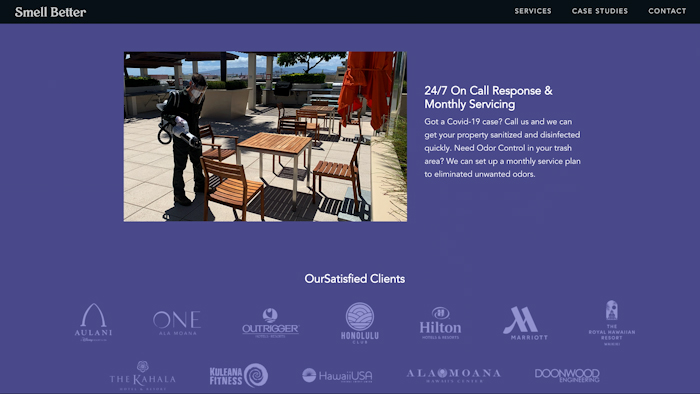 Smell Better
SERVICES CASE STUDIES CONTACT
24/7 On Call Response &
Monthly Servicing
Got a Covid-19 case? Call us and we can
get your property sanitized and disinfected
quickly. Need Odor Control in your trash
area? We can set up a monthly service plan
to eliminated unwanted odors.
OurSatisfied Clients
AULANI
ONE
ALA MOANA
OUTRIGGER
HONOLULU
CLUB
Hilton
HOTELS & RESORTS
MARRIOTT
THE
ROYAL HAWAIIAN
RESORT
WAIKIKI
THE KAHALA
HOTEL & RESORT
KULEANA
FITNESS
HawaiiUSA
ALA MOANA
HAWAII'S CENTER
DOONWOOD
ENGINEERING